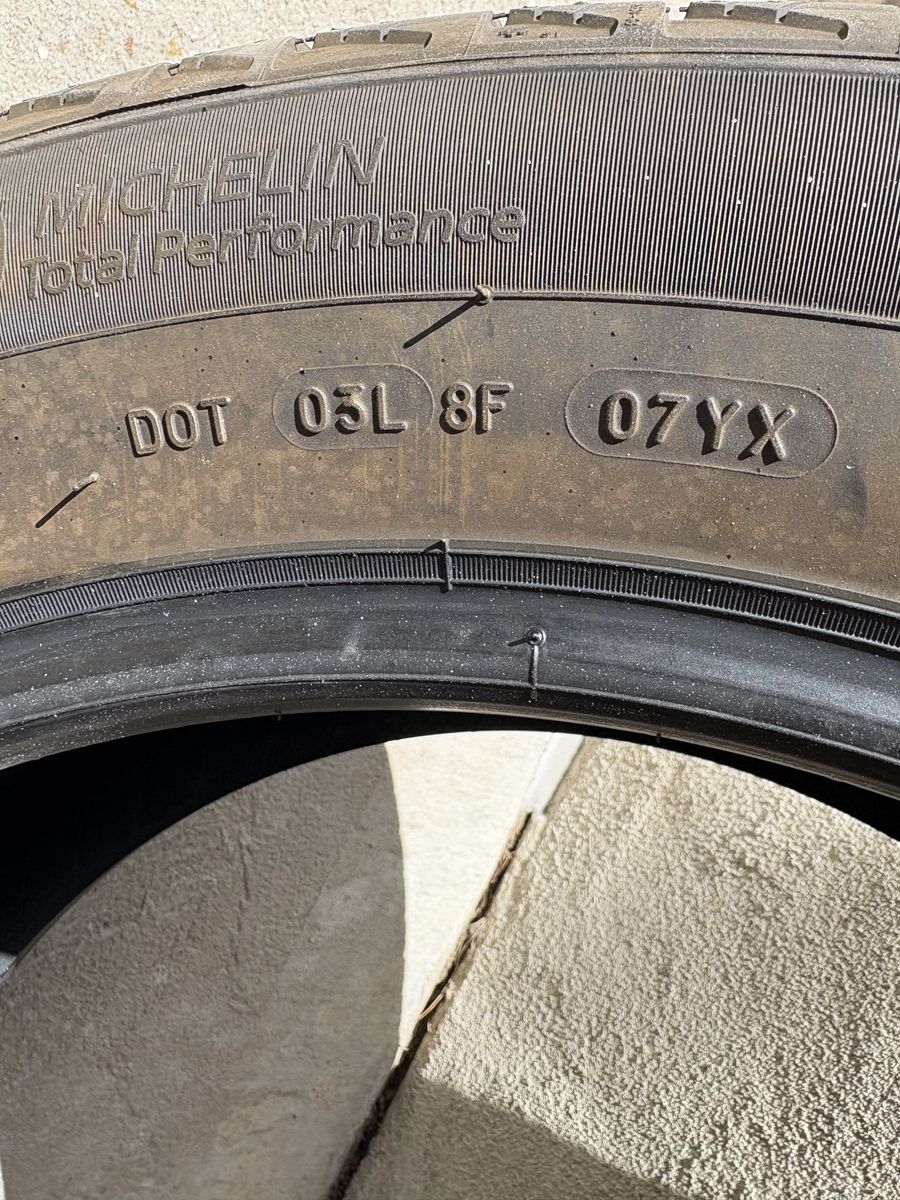 MICHELIN
Total Performance
DOT 03L 8F 07YX